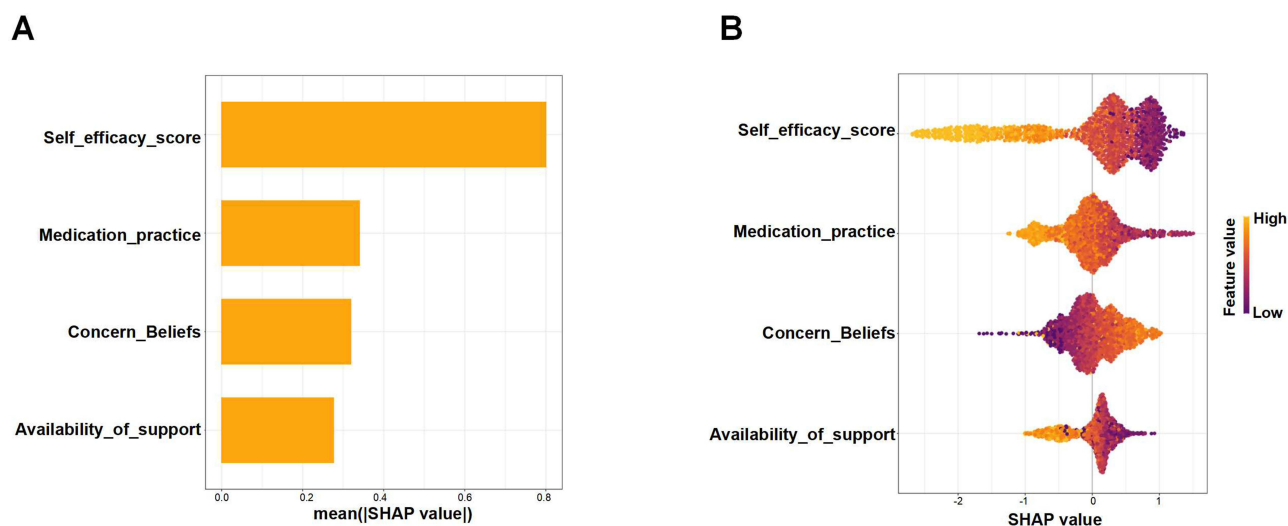 A
Self_efficacy_score
Medication_practice
Concern_Beliefs
Availability_of_support
0.0 0.2 0.4 0.6 0.8
mean(|SHAP value|)
B
Self_efficacy_score
Medication_practice
Concern_Beliefs
Availability_of_support
-2 -1 0 1
SHAP value
High
Feature value
Low